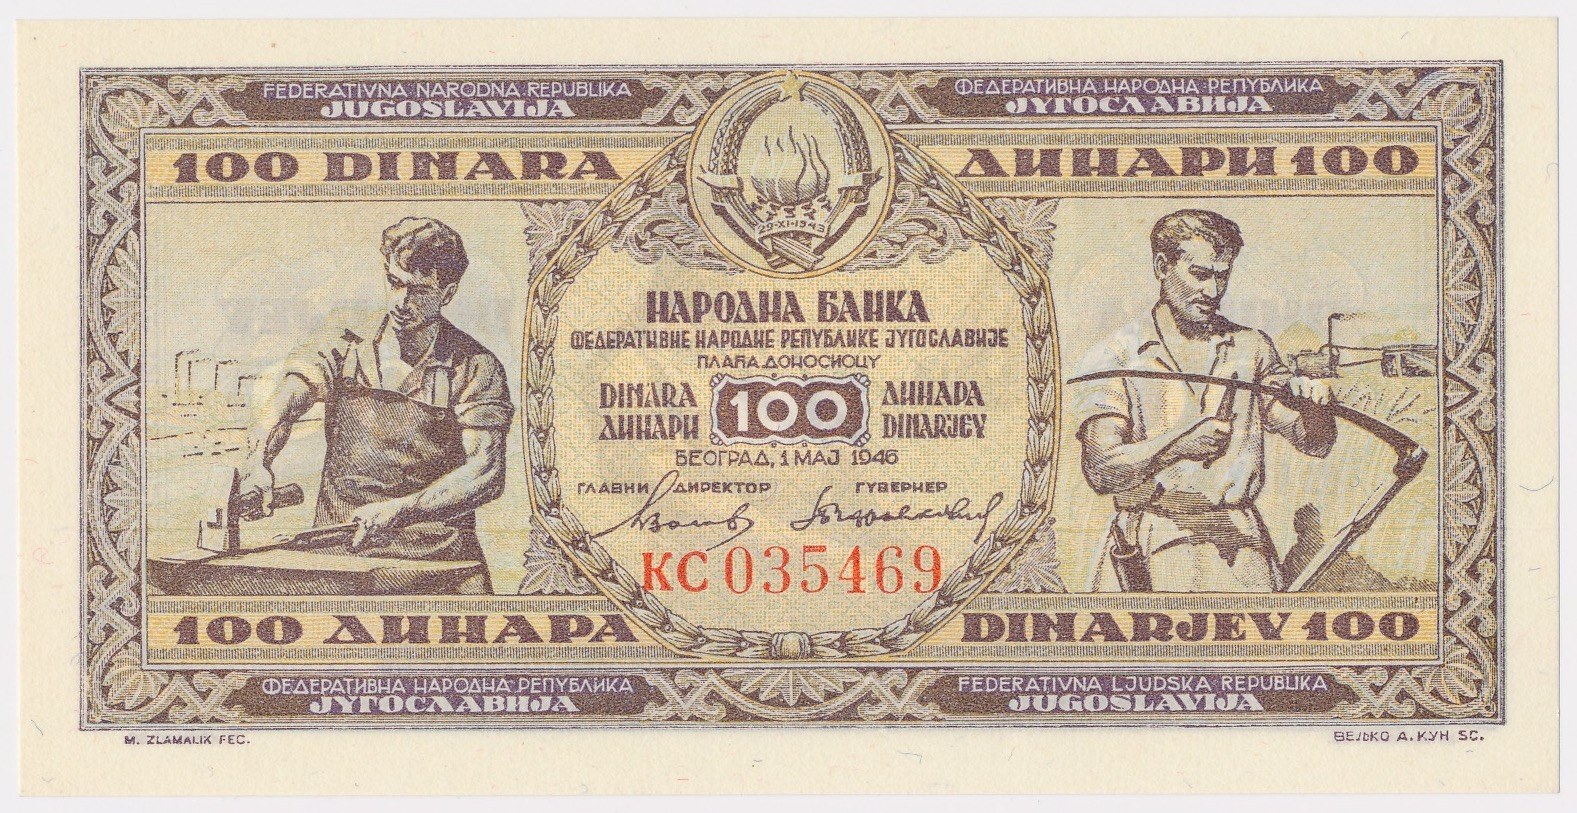 FEDERATIVNA NARODNA REPUBLIKA
JUGOSLAVIJA
ФЕДЕРАТИВНА НАРОДНА РЕПУБЛИКА
ЈУГОСЛАВИЈА
100 DINARA
ДИНАРИ 100
29·XI·1943
НАРОДНА БАНКА
ФЕДЕРАТИВНЕ НАРОДНЕ РЕПУБЛИКЕ ЈУГОСЛАВИЈЕ
ПЛАЋА ДОНОСИОЦУ
DINARA 100 ДИНАРА
ДИНАРИ DINARJEV
БЕОГРАД, 1 МАЈ 1946
ГЛАВНИ ДИРЕКТОР ГУВЕРНЕР
КС 035469
100 ДИНАРА
DINARJEV 100
ФЕДЕРАТИВНА НАРОДНА РЕПУБЛИКА
ЈУГОСЛАВИЈА
FEDERATIVNA LJUDSKA REPUBLIKA
JUGOSLAVIJA
M. ZLAMALIK FEC.
ВЕЉКО А. КУН SC.